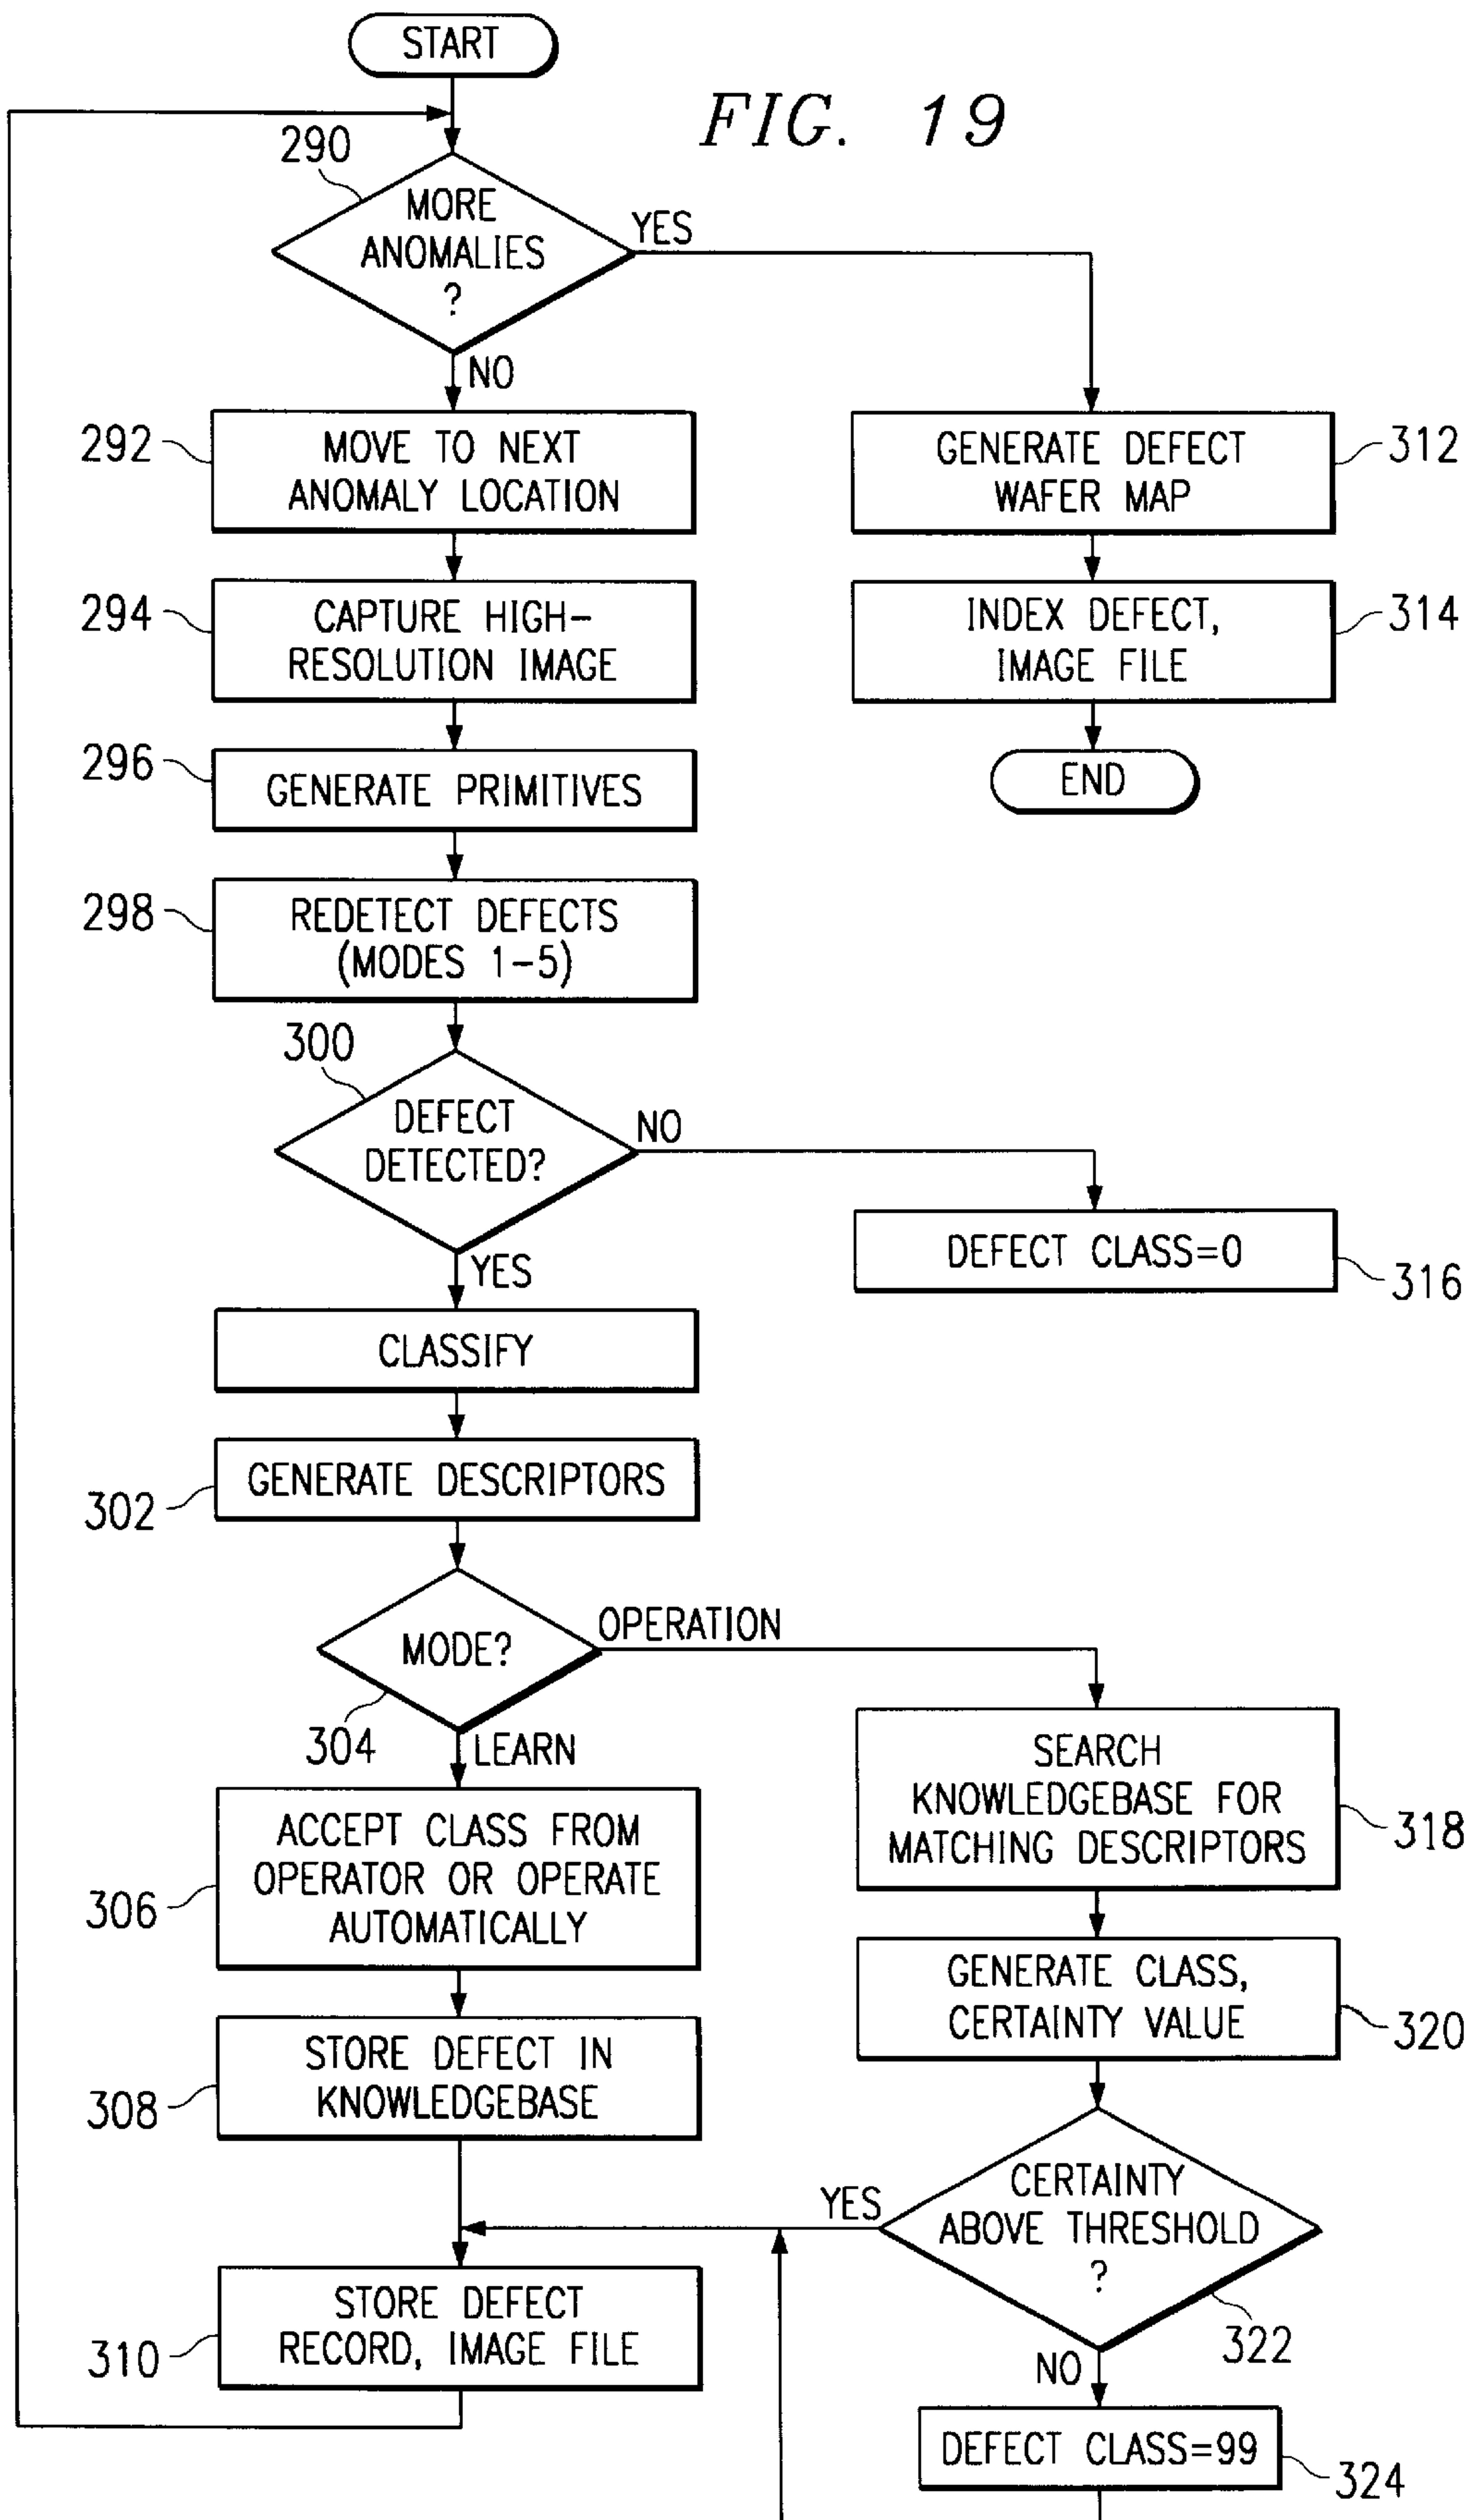 START
FIG. 19
290
MORE
ANOMALIES
?
YES
NO
292
MOVE TO NEXT
ANOMALY LOCATION
GENERATE DEFECT
WAFER MAP
312
294
CAPTURE HIGH-
RESOLUTION IMAGE
INDEX DEFECT,
IMAGE FILE
314
296
GENERATE PRIMITIVES
END
298
REDETECT DEFECTS
(MODES 1-5)
300
DEFECT
DETECTED?
NO
YES
DEFECT CLASS=0
316
CLASSIFY
GENERATE DESCRIPTORS
302
MODE?
OPERATION
304
LEARN
SEARCH
KNOWLEDGEBASE FOR
MATCHING DESCRIPTORS
318
ACCEPT CLASS FROM
OPERATOR OR OPERATE
AUTOMATICALLY
306
GENERATE CLASS,
CERTAINTY VALUE
320
STORE DEFECT IN
KNOWLEDGEBASE
308
CERTAINTY
ABOVE THRESHOLD
?
YES
322
NO
STORE DEFECT
RECORD, IMAGE FILE
310
DEFECT CLASS=99
324